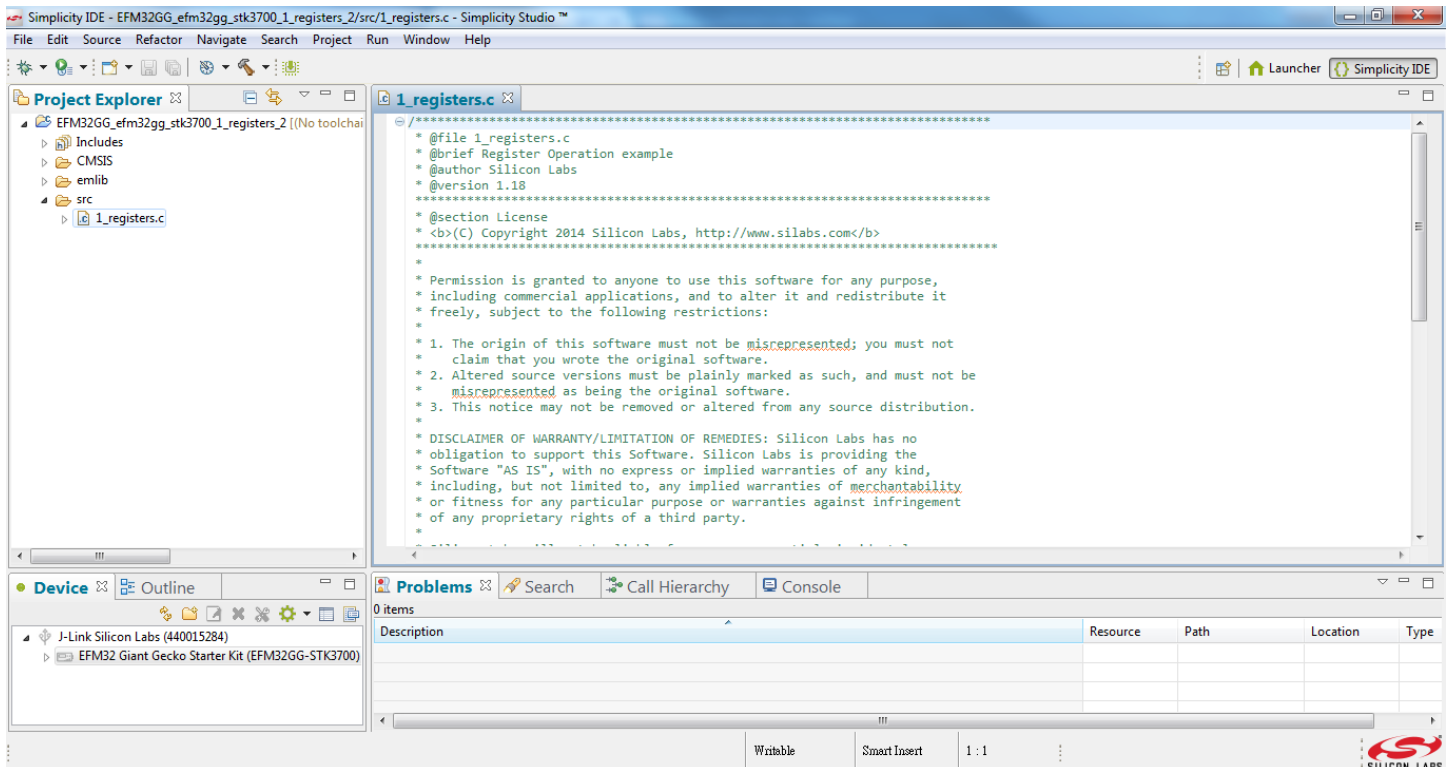 Simplicity IDE - EFM32GG_efm32gg_stk3700_1_registers_2/src/1_registers.c - Simplicity Studio ™
File Edit Source Refactor Navigate Search Project Run Window Help
Launcher Simplicity IDE
Project Explorer
EFM32GG_efm32gg_stk3700_1_registers_2 [(No toolchai
Includes
CMSIS
emlib
src
1_registers.c
1_registers.c
/******************************************************************************
* @file 1_registers.c
* @brief Register Operation example
* @author Silicon Labs
* @version 1.18
******************************************************************************
* @section License
* <b>(C) Copyright 2014 Silicon Labs, http://www.silabs.com</b>
*******************************************************************************
*
* Permission is granted to anyone to use this software for any purpose,
* including commercial applications, and to alter it and redistribute it
* freely, subject to the following restrictions:
*
* 1. The origin of this software must not be misrepresented; you must not
*    claim that you wrote the original software.
* 2. Altered source versions must be plainly marked as such, and must not be
*    misrepresented as being the original software.
* 3. This notice may not be removed or altered from any source distribution.
*
* DISCLAIMER OF WARRANTY/LIMITATION OF REMEDIES: Silicon Labs has no
* obligation to support this Software. Silicon Labs is providing the
* Software "AS IS", with no express or implied warranties of any kind,
* including, but not limited to, any implied warranties of merchantability
* or fitness for any particular purpose or warranties against infringement
* of any proprietary rights of a third party.
*
Device Outline
J-Link Silicon Labs (440015284)
EFM32 Giant Gecko Starter Kit (EFM32GG-STK3700)
Problems Search Call Hierarchy Console
0 items
Description Resource Path Location Type
Writable Smart Insert 1 : 1
SILICON LABS